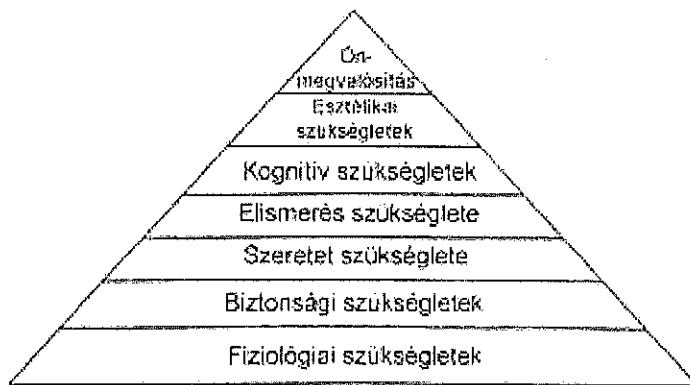 Ön-
megvalósítás
Esztétikai
szükségletek
Kognitív szükségletek
Elismerés szükséglete
Szeretet szükséglete
Biztonsági szükségletek
Fiziológiai szükségletek